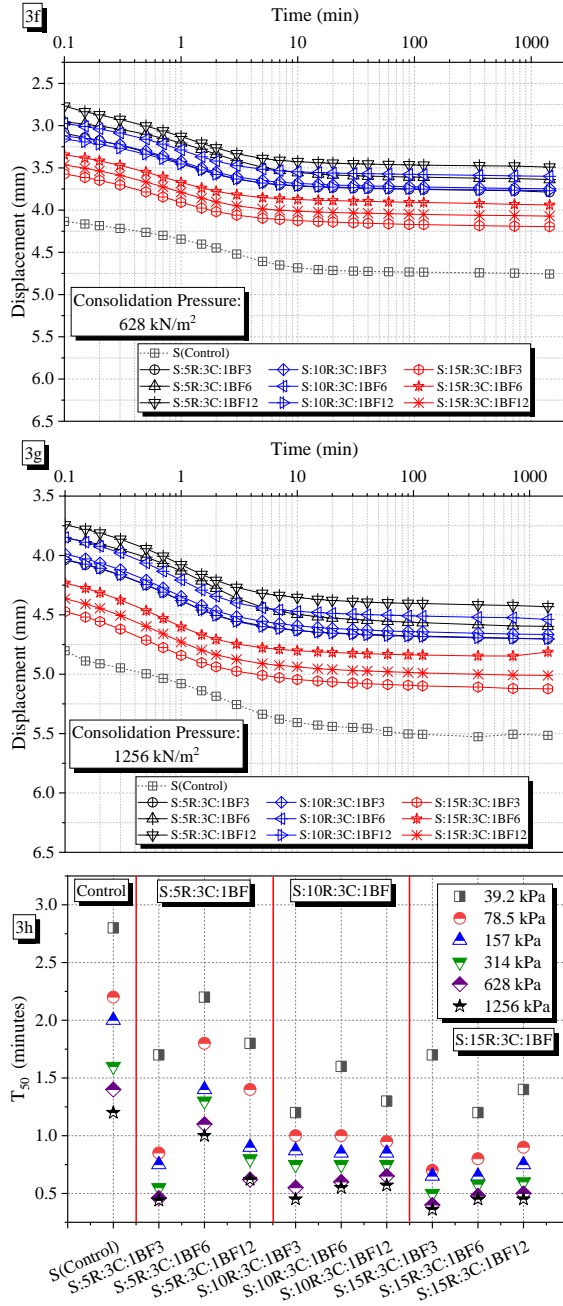 3f
Time (min)
0.1 1 10 100 1000
2.5
3.0
3.5
4.0
4.5
5.0
5.5
6.0
6.5
Displacement (mm)
Consolidation Pressure:
628 kN/m²
S(Control)
S:5R:3C:1BF3 S:10R:3C:1BF3 S:15R:3C:1BF3
S:5R:3C:1BF6 S:10R:3C:1BF6 S:15R:3C:1BF6
S:5R:3C:1BF12 S:10R:3C:1BF12 S:15R:3C:1BF12
3g
Time (min)
0.1 1 10 100 1000
3.5
4.0
4.5
5.0
5.5
6.0
6.5
Displacement (mm)
Consolidation Pressure:
1256 kN/m²
S(Control)
S:5R:3C:1BF3 S:10R:3C:1BF3 S:15R:3C:1BF3
S:5R:3C:1BF6 S:10R:3C:1BF6 S:15R:3C:1BF6
S:5R:3C:1BF12 S:10R:3C:1BF12 S:15R:3C:1BF12
Control S:5R:3C:1BF S:10R:3C:1BF
3h
39.2 kPa
78.5 kPa
157 kPa
314 kPa
628 kPa
1256 kPa
S:15R:3C:1BF
3.0
2.5
2.0
1.5
1.0
0.5
T₅₀ (minutes)
S(Control)
S:5R:3C:1BF3
S:5R:3C:1BF6
S:5R:3C:1BF12
S:10R:3C:1BF3
S:10R:3C:1BF6
S:10R:3C:1BF12
S:15R:3C:1BF3
S:15R:3C:1BF6
S:15R:3C:1BF12